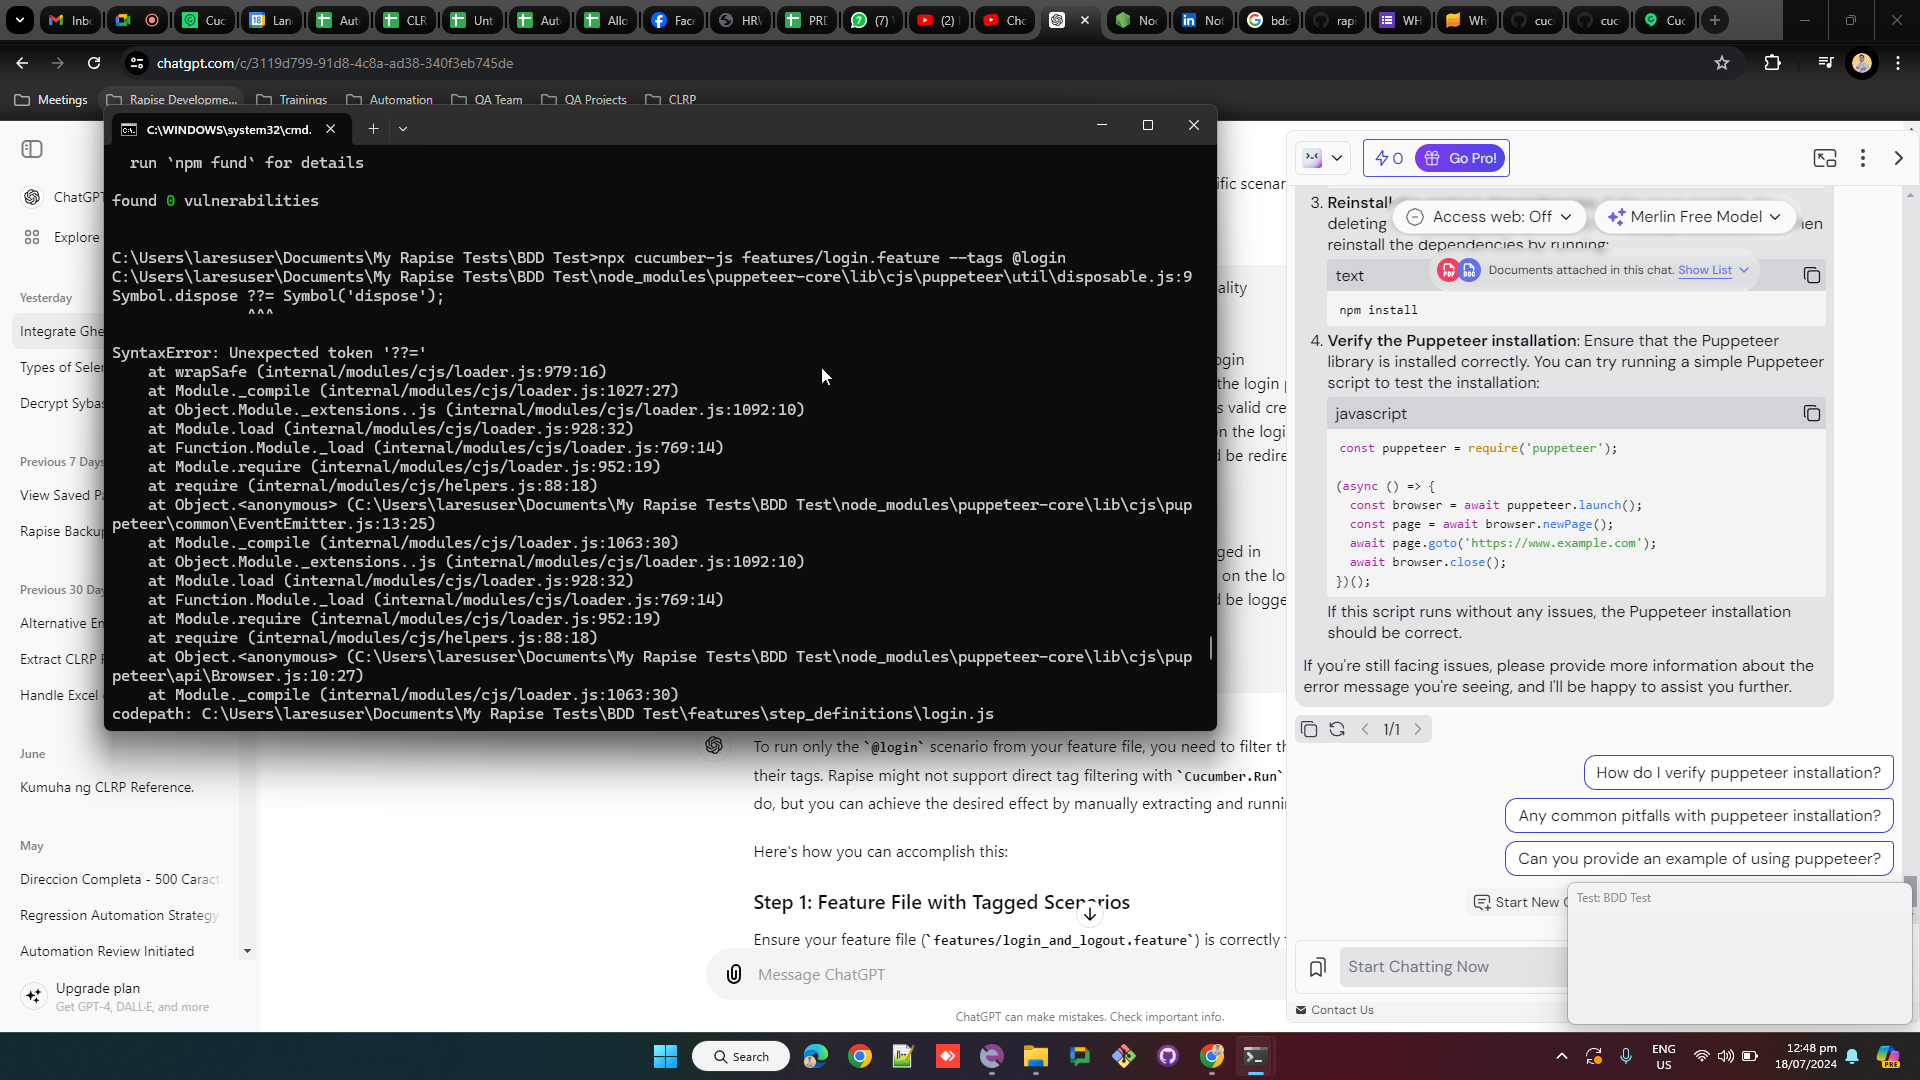 Inbo
Cuc
Lan
Aut
CLR
Unt
Aut
Allo
Face
HRV
PRD
(7)
(2)
Chc
Noc
Not
bdd
rapi
WH
Wh
cuc
cuc
Cuc
chatgpt.com/c/3119d799-91d8-4c8a-ad38-340f3eb745de
Meetings
Rapise Developme...
Trainings
Automation
QA Team
QA Projects
CLRP
ChatGPT
Explore
Yesterday
Integrate Ghe
Types of Seler
Decrypt Sybas
Previous 7 Days
View Saved Pa
Rapise Backup
Previous 30 Day
Alternative En
Extract CLRP F
Handle Excel
June
Kumuha ng CLRP Reference.
May
Direccion Completa - 500 Caract
Regression Automation Strategy
Automation Review Initiated
Upgrade plan
Get GPT-4, DALL·E, and more
C:\WINDOWS\system32\cmd.
run `npm fund` for details
found 0 vulnerabilities
C:\Users\laresuser\Documents\My Rapise Tests\BDD Test>npx cucumber-js features/login.feature --tags @login
C:\Users\laresuser\Documents\My Rapise Tests\BDD Test\node_modules\puppeteer-core\lib\cjs\puppeteer\util\disposable.js:9
Symbol.dispose ??= Symbol('dispose');
^^^
SyntaxError: Unexpected token '??='
at wrapSafe (internal/modules/cjs/loader.js:979:16)
at Module._compile (internal/modules/cjs/loader.js:1027:27)
at Object.Module._extensions..js (internal/modules/cjs/loader.js:1092:10)
at Module.load (internal/modules/cjs/loader.js:928:32)
at Function.Module._load (internal/modules/cjs/loader.js:769:14)
at Module.require (internal/modules/cjs/loader.js:952:19)
at require (internal/modules/cjs/helpers.js:88:18)
at Object.<anonymous> (C:\Users\laresuser\Documents\My Rapise Tests\BDD Test\node_modules\puppeteer-core\lib\cjs\pup
peteer\common\EventEmitter.js:13:25)
at Module._compile (internal/modules/cjs/loader.js:1063:30)
at Object.Module._extensions..js (internal/modules/cjs/loader.js:1092:10)
at Module.load (internal/modules/cjs/loader.js:928:32)
at Function.Module._load (internal/modules/cjs/loader.js:769:14)
at Module.require (internal/modules/cjs/loader.js:952:19)
at require (internal/modules/cjs/helpers.js:88:18)
at Object.<anonymous> (C:\Users\laresuser\Documents\My Rapise Tests\BDD Test\node_modules\puppeteer-core\lib\cjs\pup
peteer\api\Browser.js:10:27)
at Module._compile (internal/modules/cjs/loader.js:1063:30)
codepath: C:\Users\laresuser\Documents\My Rapise Tests\BDD Test\features\step_definitions\login.js
ific scenar
ality
ogin
the login p
s valid cre
n the logi
d be redire
ged in
on the lo
d be logge
To run only the `@login` scenario from your feature file, you need to filter th
their tags. Rapise might not support direct tag filtering with `Cucumber.Run`
do, but you can achieve the desired effect by manually extracting and runni
Here's how you can accomplish this:
Step 1: Feature File with Tagged Scenarios
Ensure your feature file (`features/login_and_logout.feature`) is correctly
Message ChatGPT
ChatGPT can make mistakes. Check important info.
0
Go Pro!
3. Reinstall
deleting
hen
reinstall the dependencies by running:
Access web: Off
Merlin Free Model
Documents attached in this chat. Show List
text
npm install
4. Verify the Puppeteer installation: Ensure that the Puppeteer
library is installed correctly. You can try running a simple Puppeteer
script to test the installation:
javascript
const puppeteer = require('puppeteer');
(async () => {
const browser = await puppeteer.launch();
const page = await browser.newPage();
await page.goto('https://www.example.com');
await browser.close();
})();
If this script runs without any issues, the Puppeteer installation
should be correct.
If you're still facing issues, please provide more information about the
error message you're seeing, and I'll be happy to assist you further.
1/1
How do I verify puppeteer installation?
Any common pitfalls with puppeteer installation?
Can you provide an example of using puppeteer?
Start New C
Test: BDD Test
Start Chatting Now
Contact Us
Search
ENG
US
12:48 pm
18/07/2024